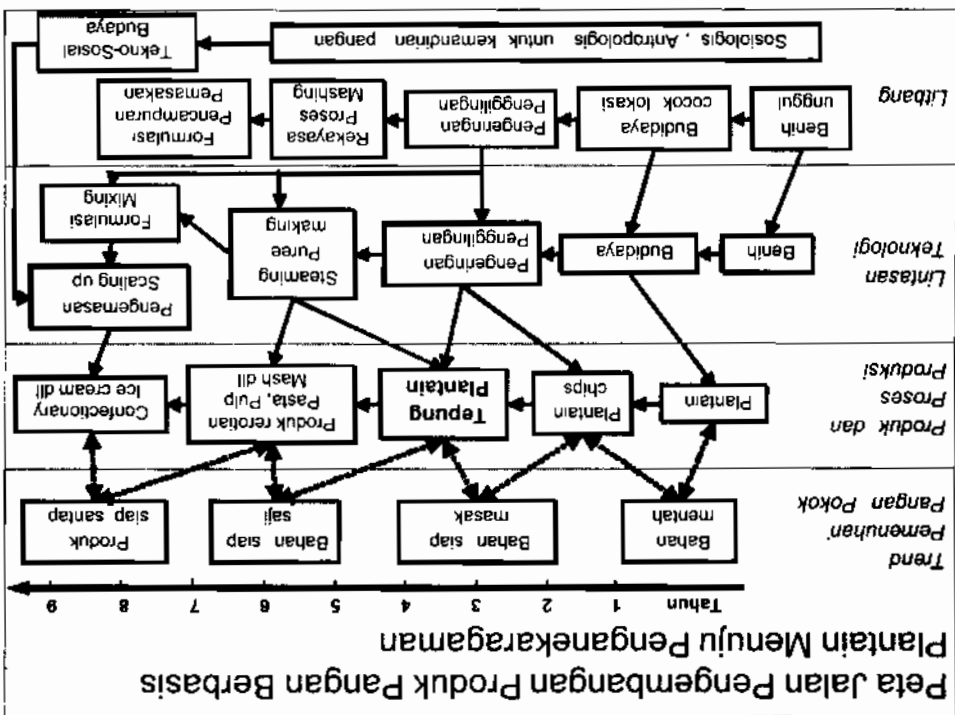 Peta Jalan Pengembangan Produk Pangan Berbasis
Plantain Menuju Penganekaragaman
Tahun 1 2 3 4 5 6 7 8 9
Trend
Pemenuhan
Pangan Pokok
Bahan
mentah
Bahan siap
masak
Bahan siap
saji
Produk
siap santap
Produk dan
Proses
Produksi
Plantain
Plantain
chips
Tepung
Plantain
Produk rerotian
Pasta, Pulp
Mash dll
Confectionary
Ice cream dll
Lintasan
Teknologi
Benih
Budidaya
Pengeringan
Penggilingan
Steaming
Puree
making
Formulasi
Mixing
Pengemasan
Scaling up
Litbang
Benih
unggul
Budidaya
cocok lokasi
Pengeringan
Penggilingan
Rekayasa
Proses
Mashing
Formulasi
Pencampuran
Pemasakan
Sosiologis , Antropologis untuk kemandirian pangan
Tekno-Sosial
Budaya